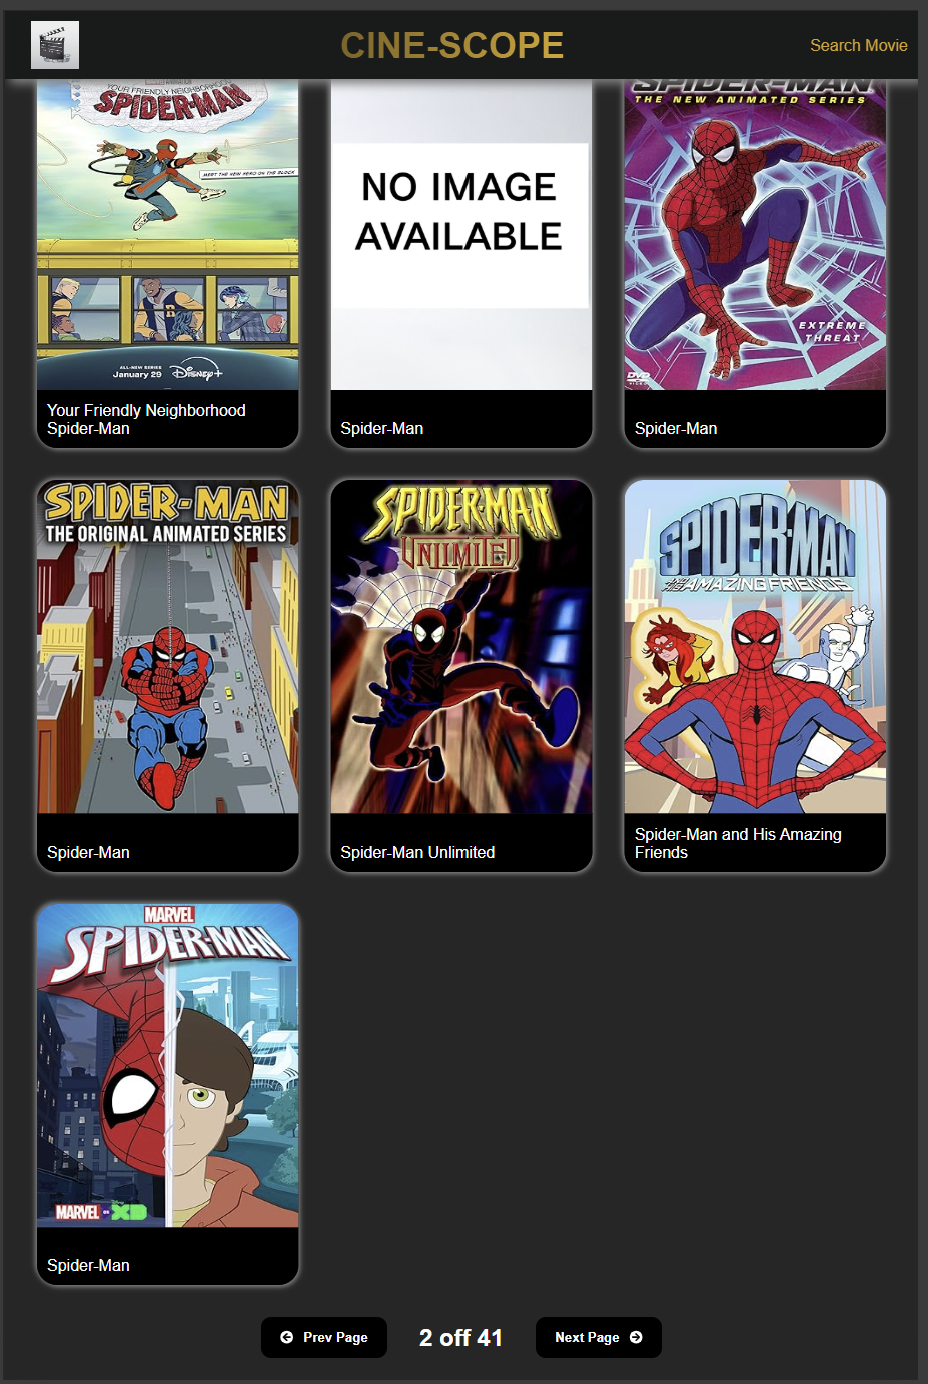 CINE-SCOPE
Search Movie
YOUR FRIENDLY NEIGHBORHOOD
SPIDER-MAN
MEET THE NEW HERO ON THE BLOCK
ALL-NEW SERIES
January 29
Disney+
NO IMAGE
AVAILABLE
SPIDER-MAN
THE NEW ANIMATED SERIES
EXTREME
THREAT
DVD
Your Friendly Neighborhood
Spider-Man
Spider-Man
Spider-Man
SPIDER-MAN
THE ORIGINAL ANIMATED SERIES
SPIDER-MAN
UNLIMITED
SPIDER-MAN
AND HIS AMAZING FRIENDS
Spider-Man
Spider-Man Unlimited
Spider-Man and His Amazing
Friends
MARVEL
SPIDER-MAN
MARVEL ON XD
Spider-Man
Prev Page
2 off 41
Next Page